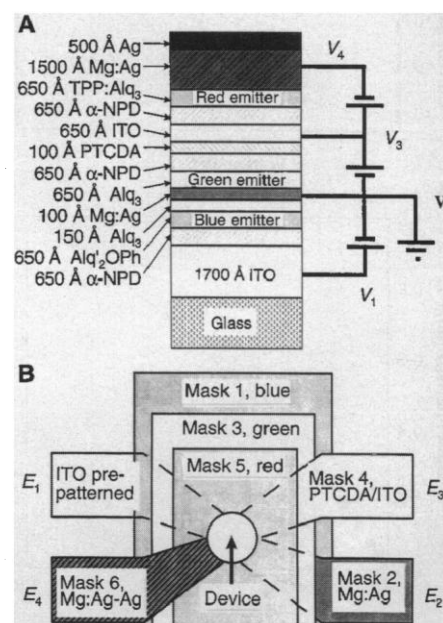 A
500 Å Ag
1500 Å Mg:Ag
650 Å TPP:Alq3
650 Å α-NPD
650 Å ITO
100 Å PTCDA
650 Å α-NPD
650 Å Alq3
100 Å Mg:Ag
150 Å Alq3
650 Å Alq'2OPh
650 Å α-NPD
Red emitter
Green emitter
Blue emitter
1700 Å ITO
Glass
V4
V3
V
V1
B
Mask 1, blue
Mask 3, green
Mask 5, red
E1
ITO pre-
patterned
Mask 4,
PTCDA/ITO
E3
E4
Mask 6,
Mg:Ag-Ag
Device
Mask 2,
Mg:Ag
E2